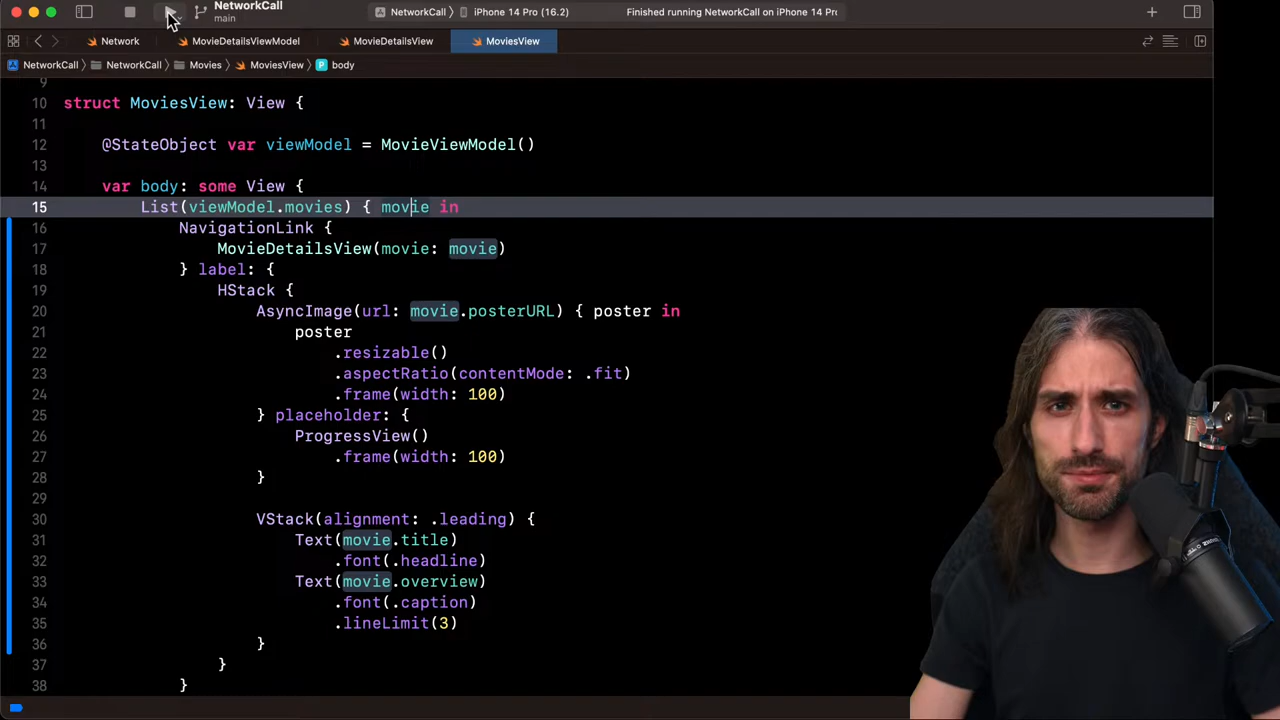 NetworkCall
main
NetworkCall 〉 iPhone 14 Pro (16.2)
Finished running NetworkCall on iPhone 14 Pro
Network
MovieDetailsViewModel
MovieDetailsView
MoviesView
NetworkCall 〉 NetworkCall 〉 Movies 〉 MoviesView 〉 P body
9
10 struct MoviesView: View {
11
12 @StateObject var viewModel = MovieViewModel()
13
14 var body: some View {
15 List(viewModel.movies) { movie in
16 NavigationLink {
17 MovieDetailsView(movie: movie)
18 } label: {
19 HStack {
20 AsyncImage(url: movie.posterURL) { poster in
21 poster
22 .resizable()
23 .aspectRatio(contentMode: .fit)
24 .frame(width: 100)
25 } placeholder: {
26 ProgressView()
27 .frame(width: 100)
28 }
29
30 VStack(alignment: .leading) {
31 Text(movie.title)
32 .font(.headline)
33 Text(movie.overview)
34 .font(.caption)
35 .lineLimit(3)
36 }
37 }
38 }